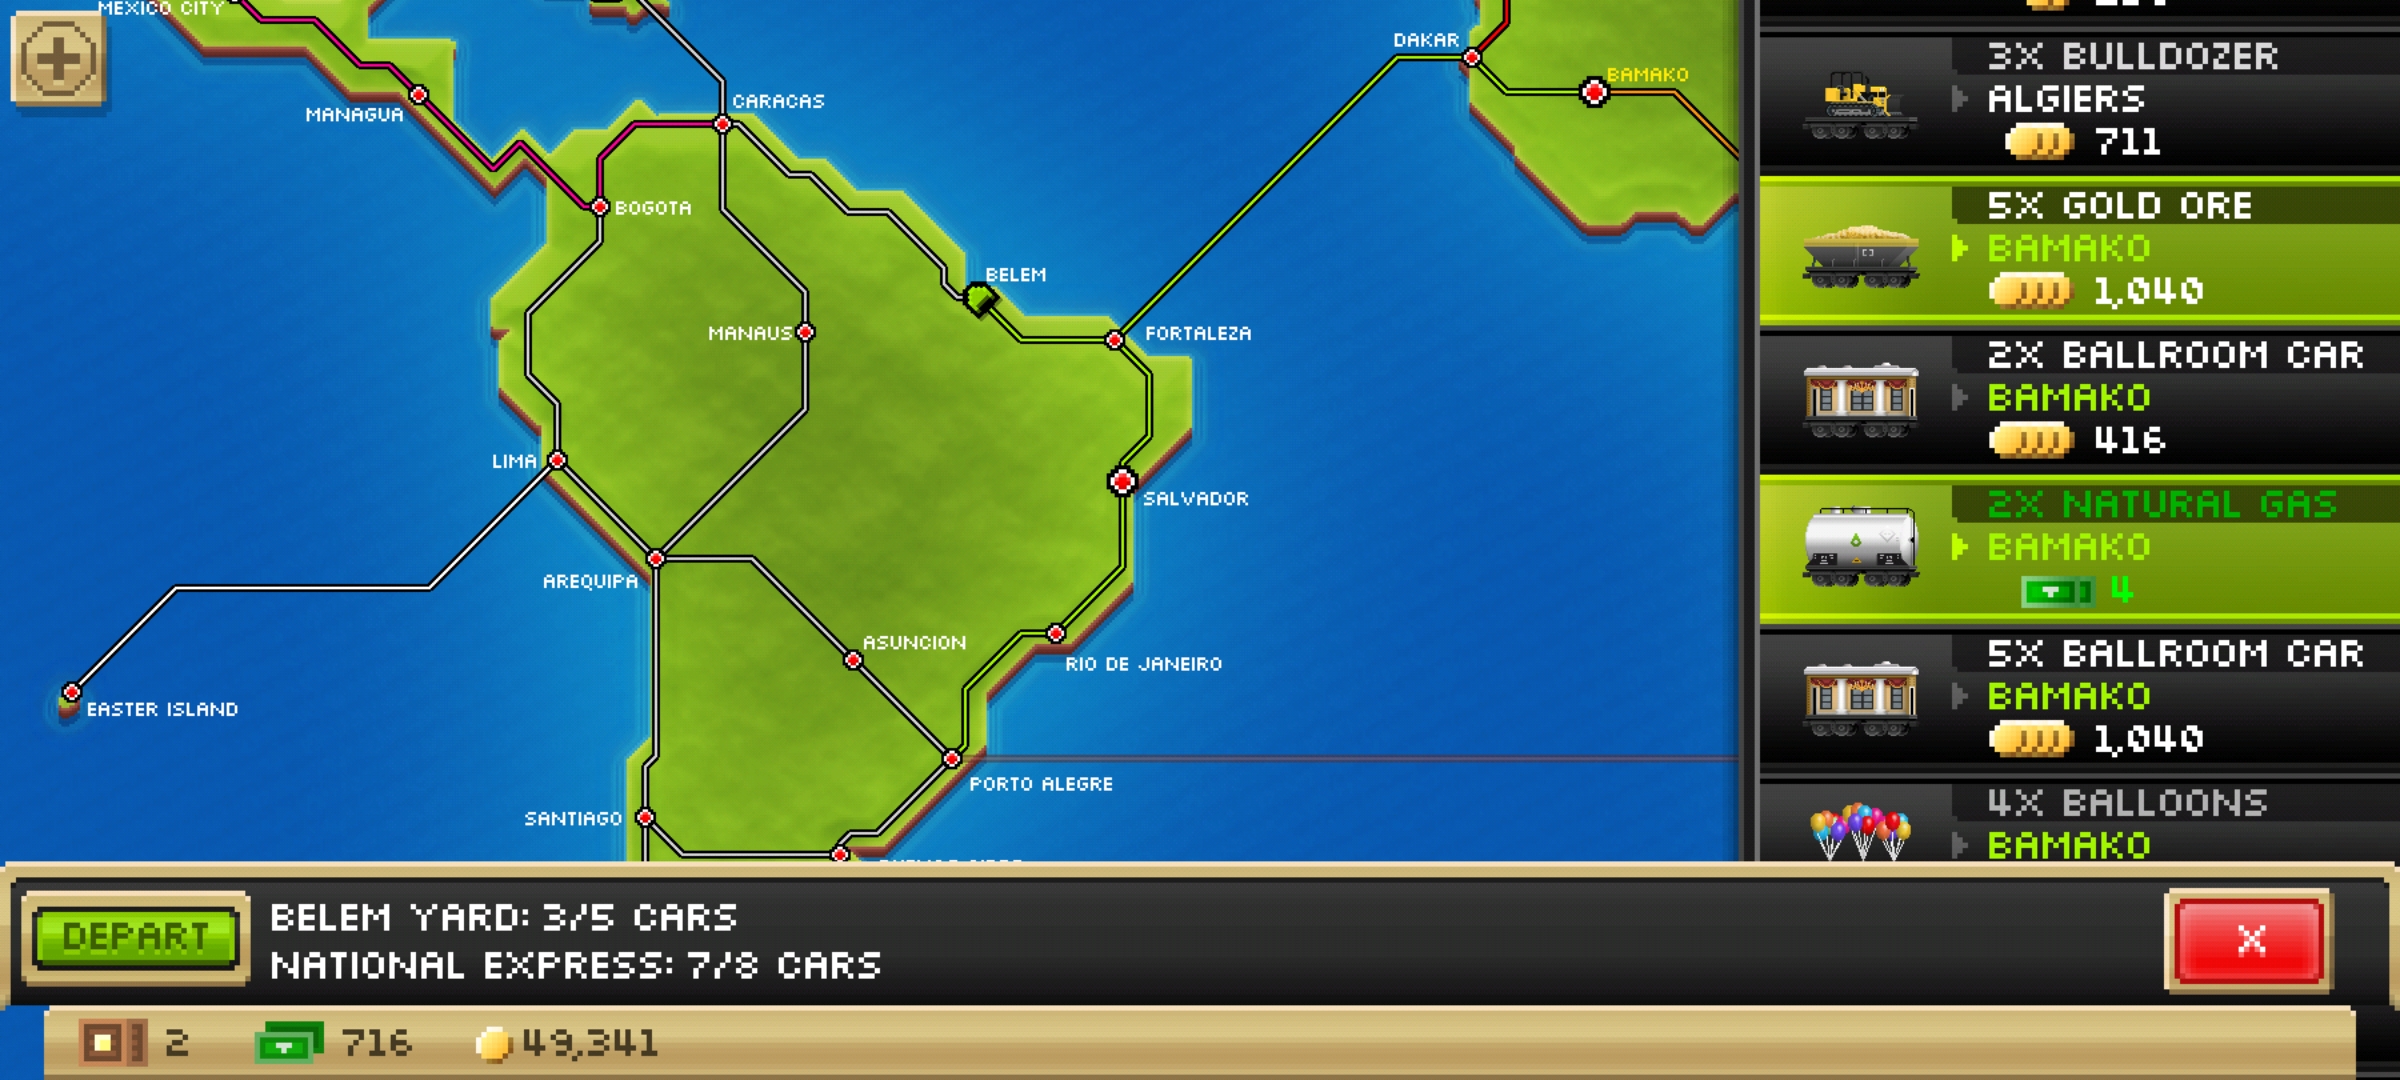 MEXICO CITY
DAKAR
BAMAKO
CARACAS
MANAGUA
BOGOTA
BELEM
MANAUS
FORTALEZA
LIMA
SALVADOR
AREQUIPA
ASUNCION
RIO DE JANEIRO
EASTER ISLAND
PORTO ALEGRE
SANTIAGO
3X BULLDOZER
ALGIERS
711
5X GOLD ORE
BAMAKO
1,040
2X BALLROOM CAR
BAMAKO
416
2X NATURAL GAS
BAMAKO
4
5X BALLROOM CAR
BAMAKO
1,040
4X BALLOONS
BAMAKO
DEPART
BELEM YARD: 3/5 CARS
NATIONAL EXPRESS: 7/8 CARS
X
2
716
49,341